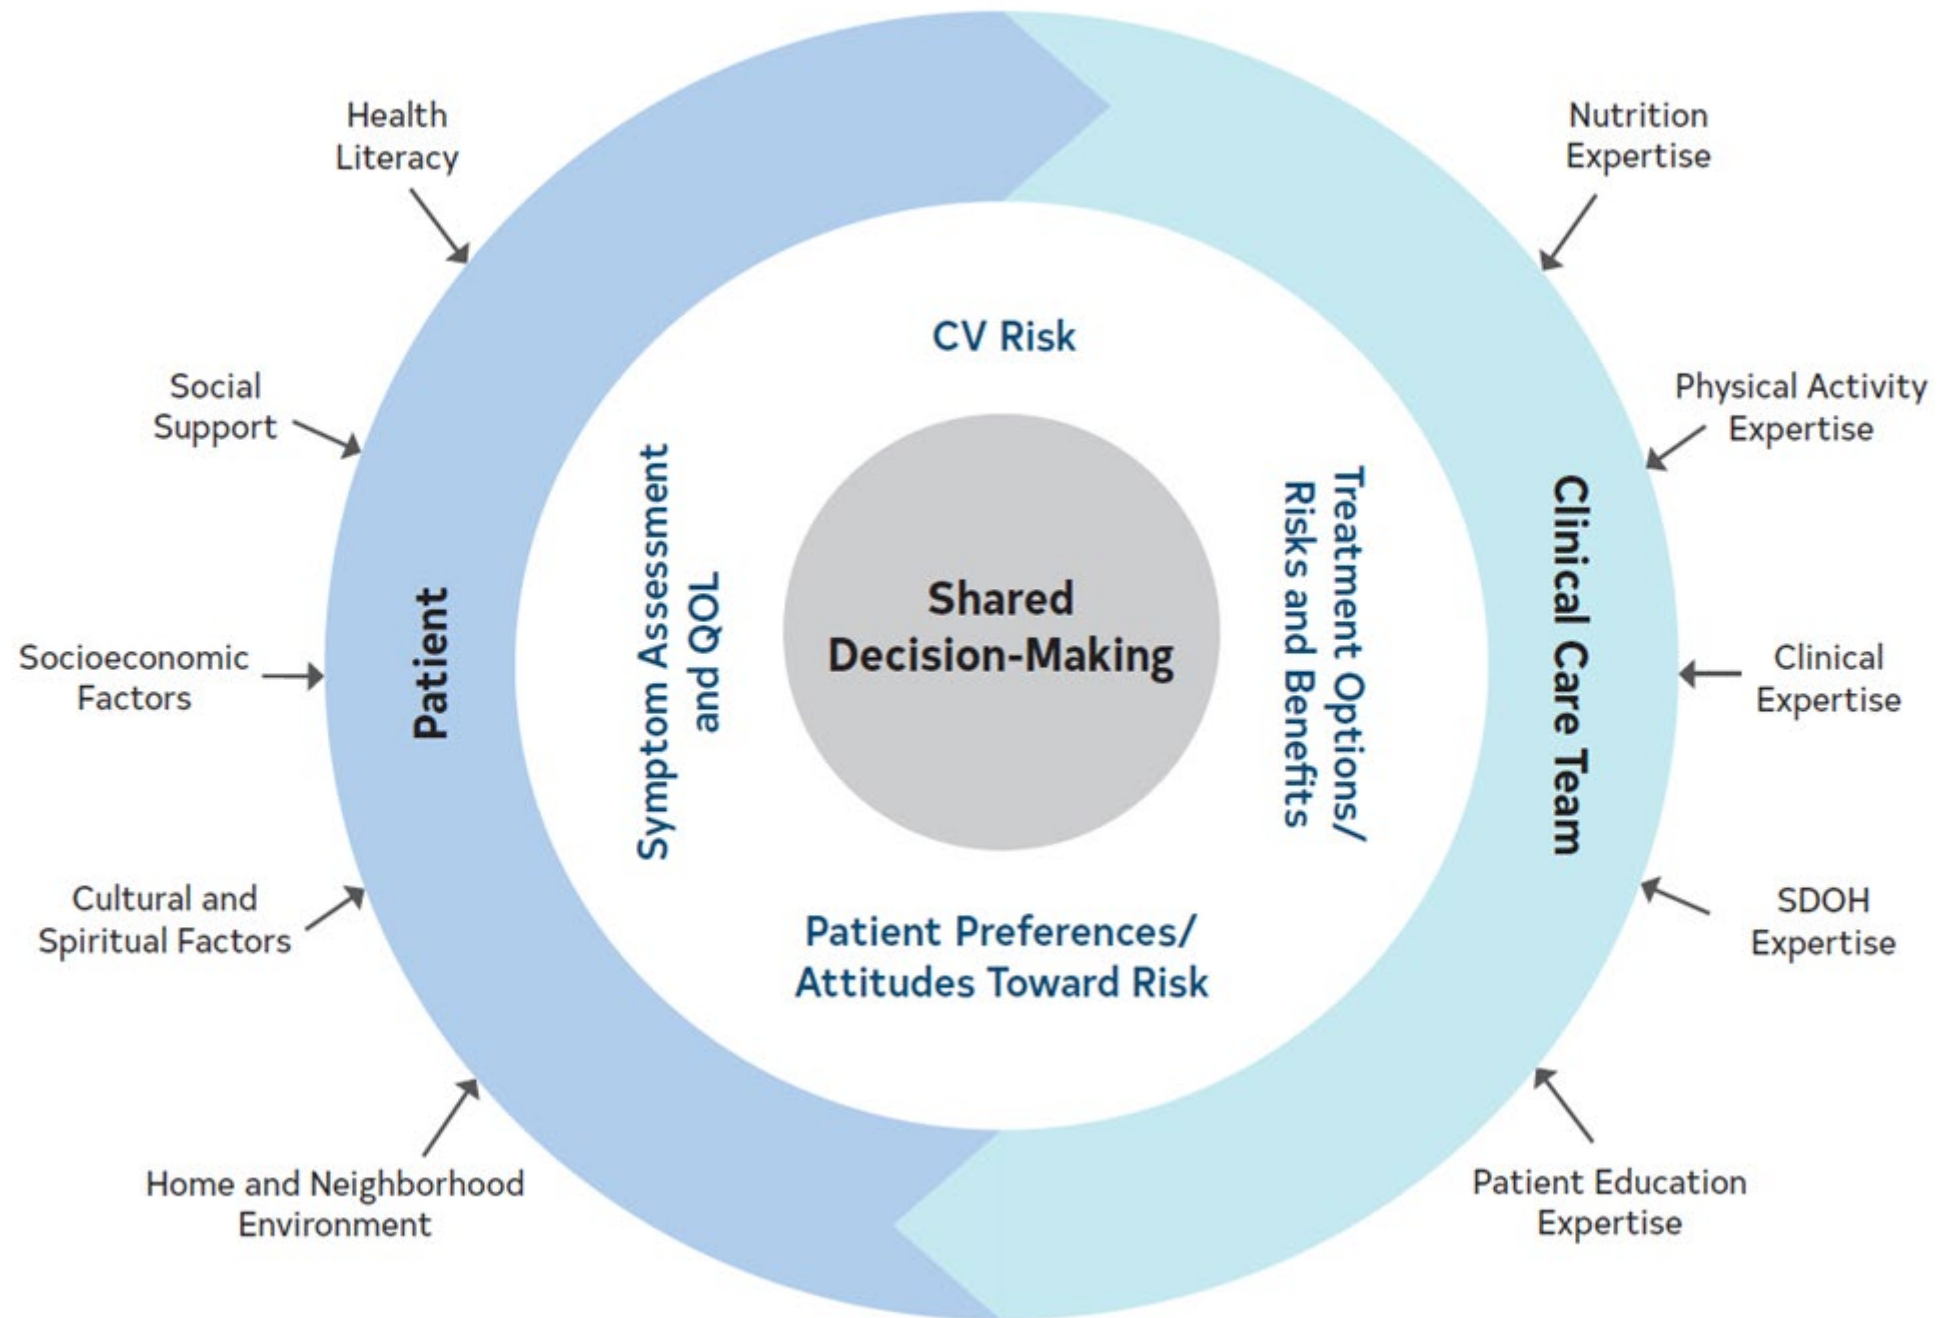 Health
Literacy
Social
Support
Socioeconomic
Factors
Cultural and
Spiritual Factors
Home and Neighborhood
Environment
Patient
CV Risk
Symptom Assessment
and QOL
Shared
Decision-Making
Treatment Options/
Risks and Benefits
Patient Preferences/
Attitudes Toward Risk
Clinical Care Team
Nutrition
Expertise
Physical Activity
Expertise
Clinical
Expertise
SDOH
Expertise
Patient Education
Expertise